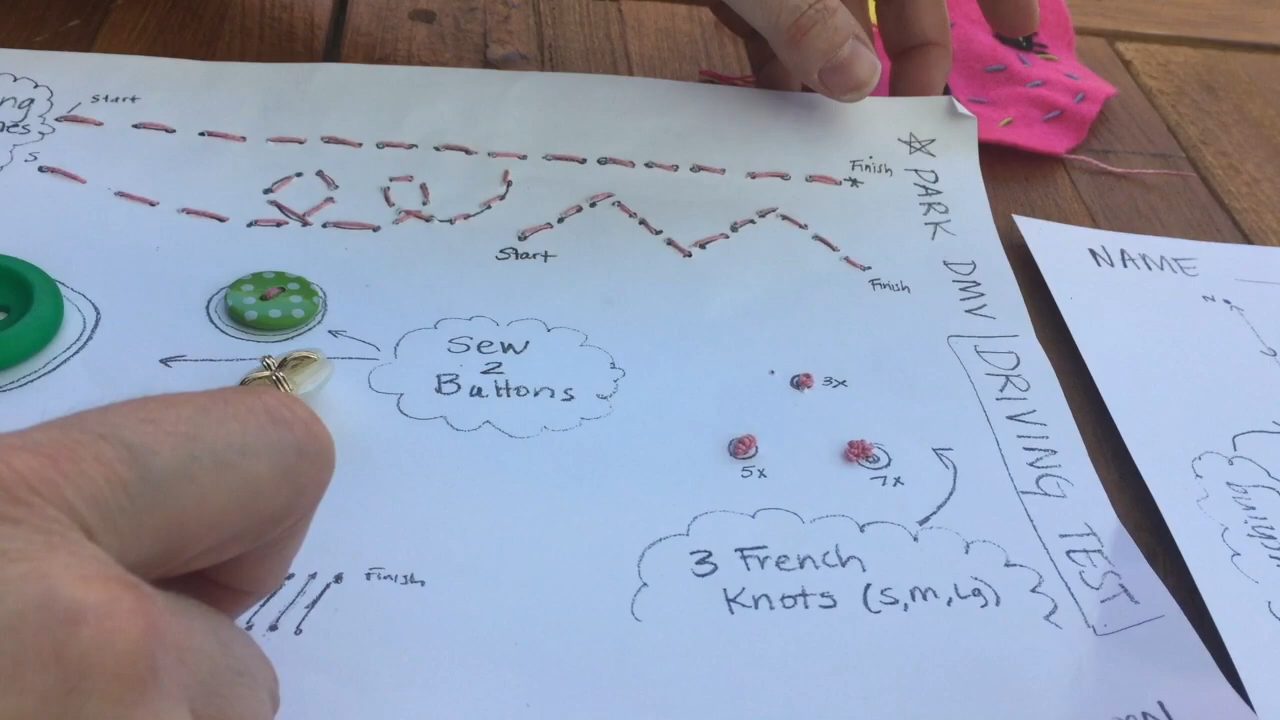 Start
S
Finish
Start
Finish
★ PARK DMV DRIVING TEST
NAME
Sew
2
Buttons
3x
5x
7x
3 French
Knots (S,M,Lg)
Finish